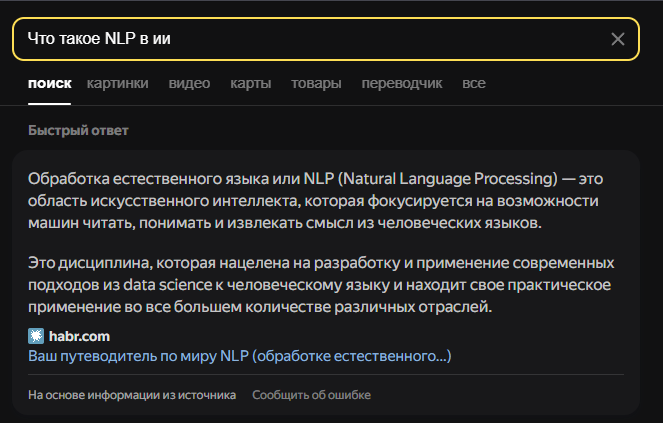 Что такое NLP в ии
поиск картинки видео карты товары переводчик все
Быстрый ответ
Обработка естественного языка или NLP (Natural Language Processing) — это
область искусственного интеллекта, которая фокусируется на возможности
машин читать, понимать и извлекать смысл из человеческих языков.
Это дисциплина, которая нацелена на разработку и применение современных
подходов из data science к человеческому языку и находит свое практическое
применение во все большем количестве различных отраслей.
habr.com
Ваш путеводитель по миру NLP (обработке естественного...)
На основе информации из источника Сообщить об ошибке